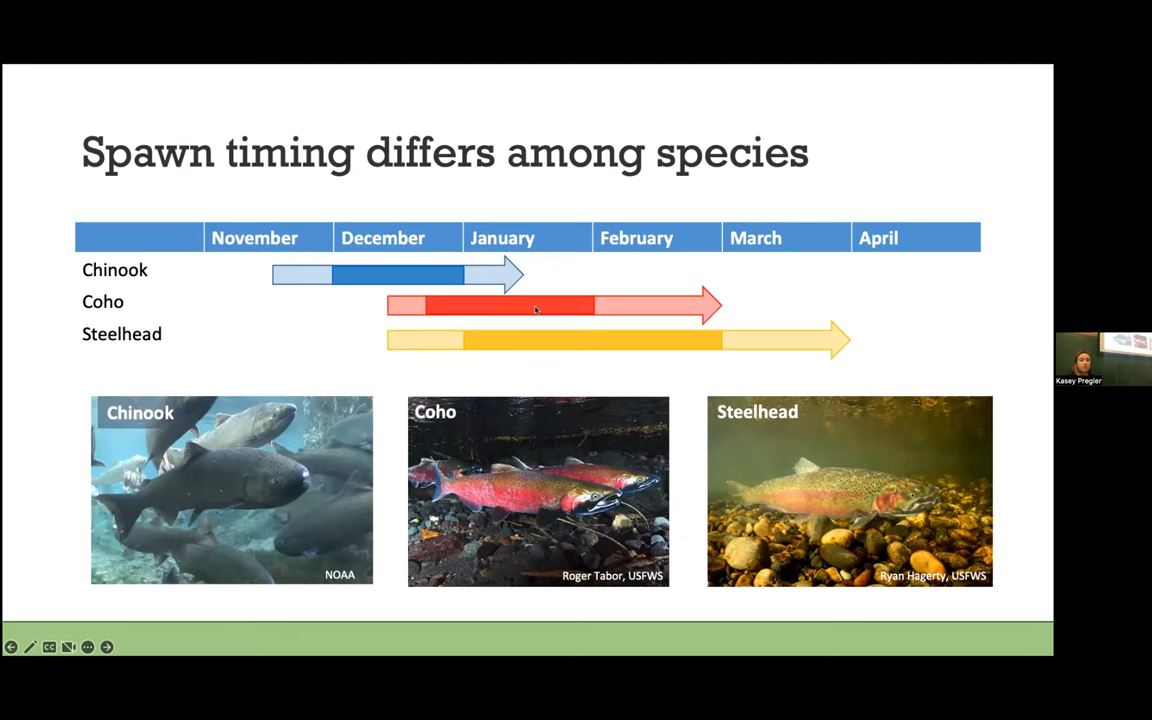 Spawn timing differs among species
November December January February March April
Chinook
Coho
Steelhead
Chinook
Coho
Steelhead
NOAA
Roger Tabor, USFWS
Ryan Hagerty, USFWS
Kasey Pregler
CC